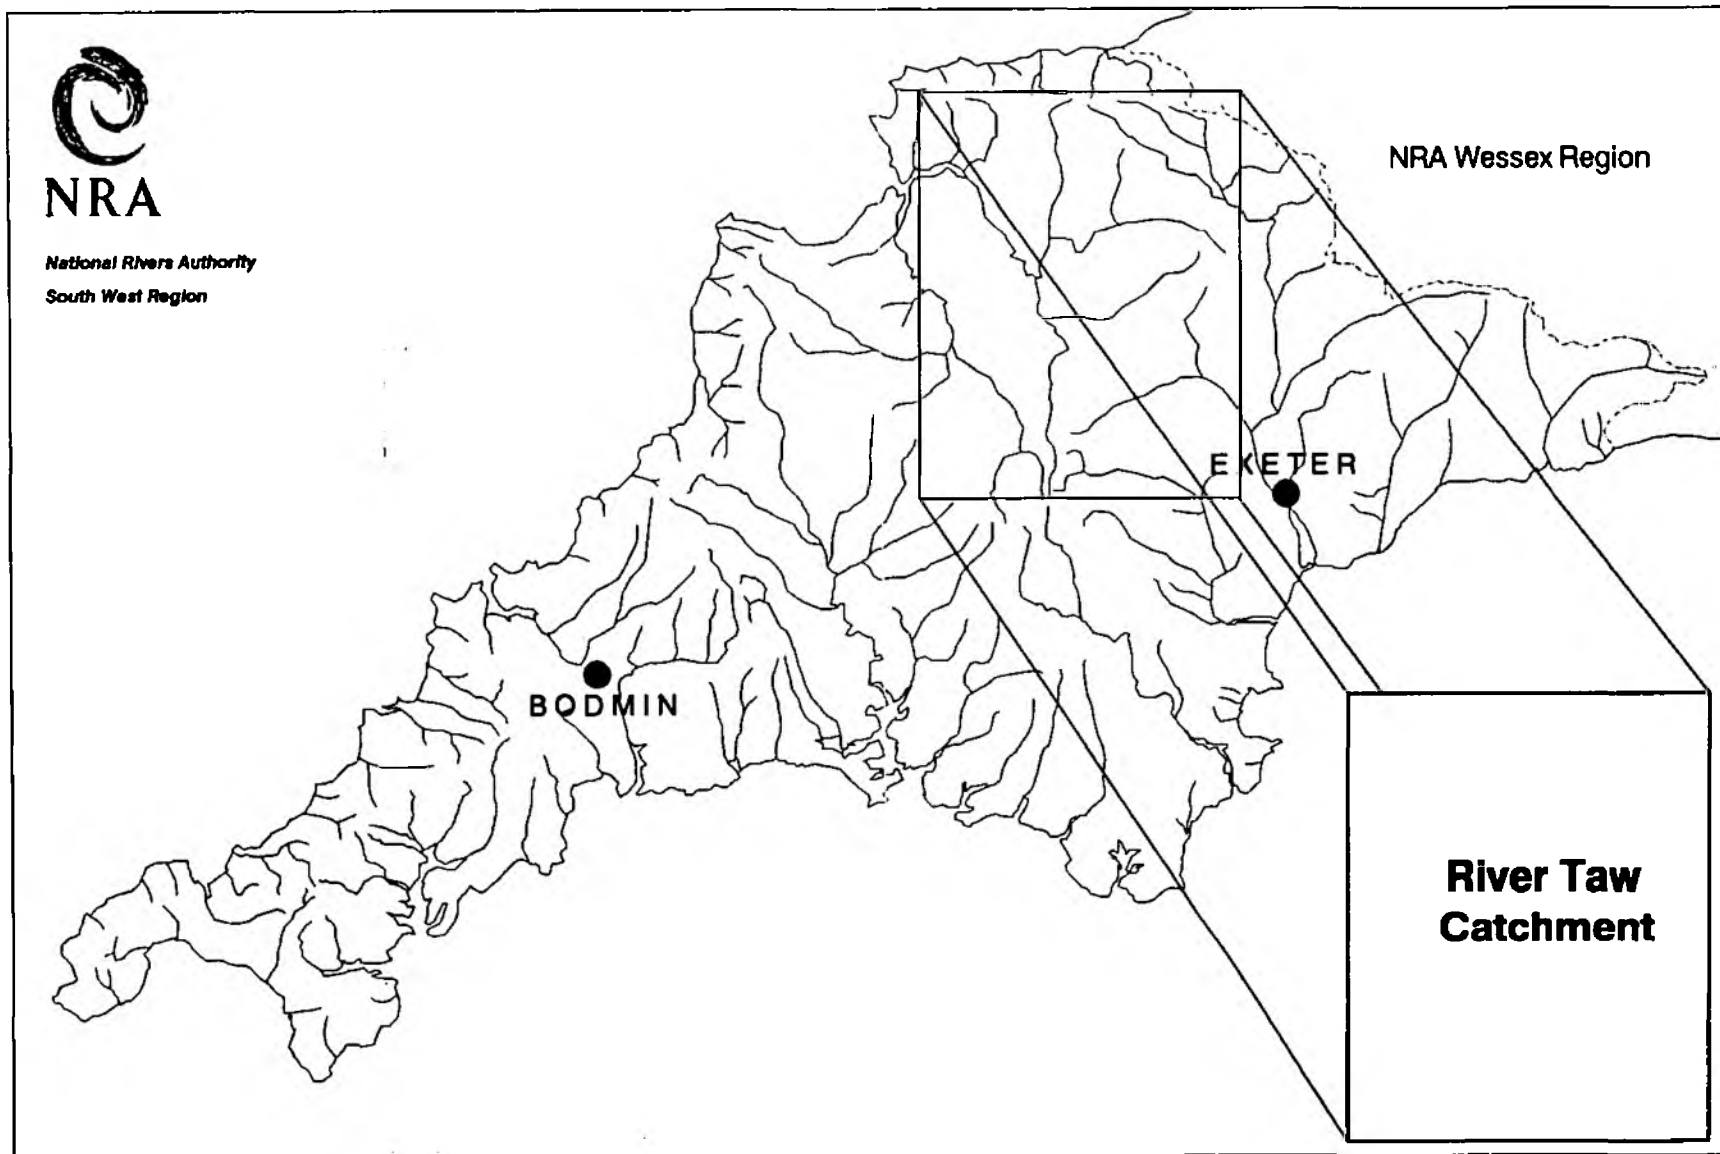 NRA
National Rivers Authority
South West Region
NRA Wessex Region
EXETER
BODMIN
River Taw
Catchment